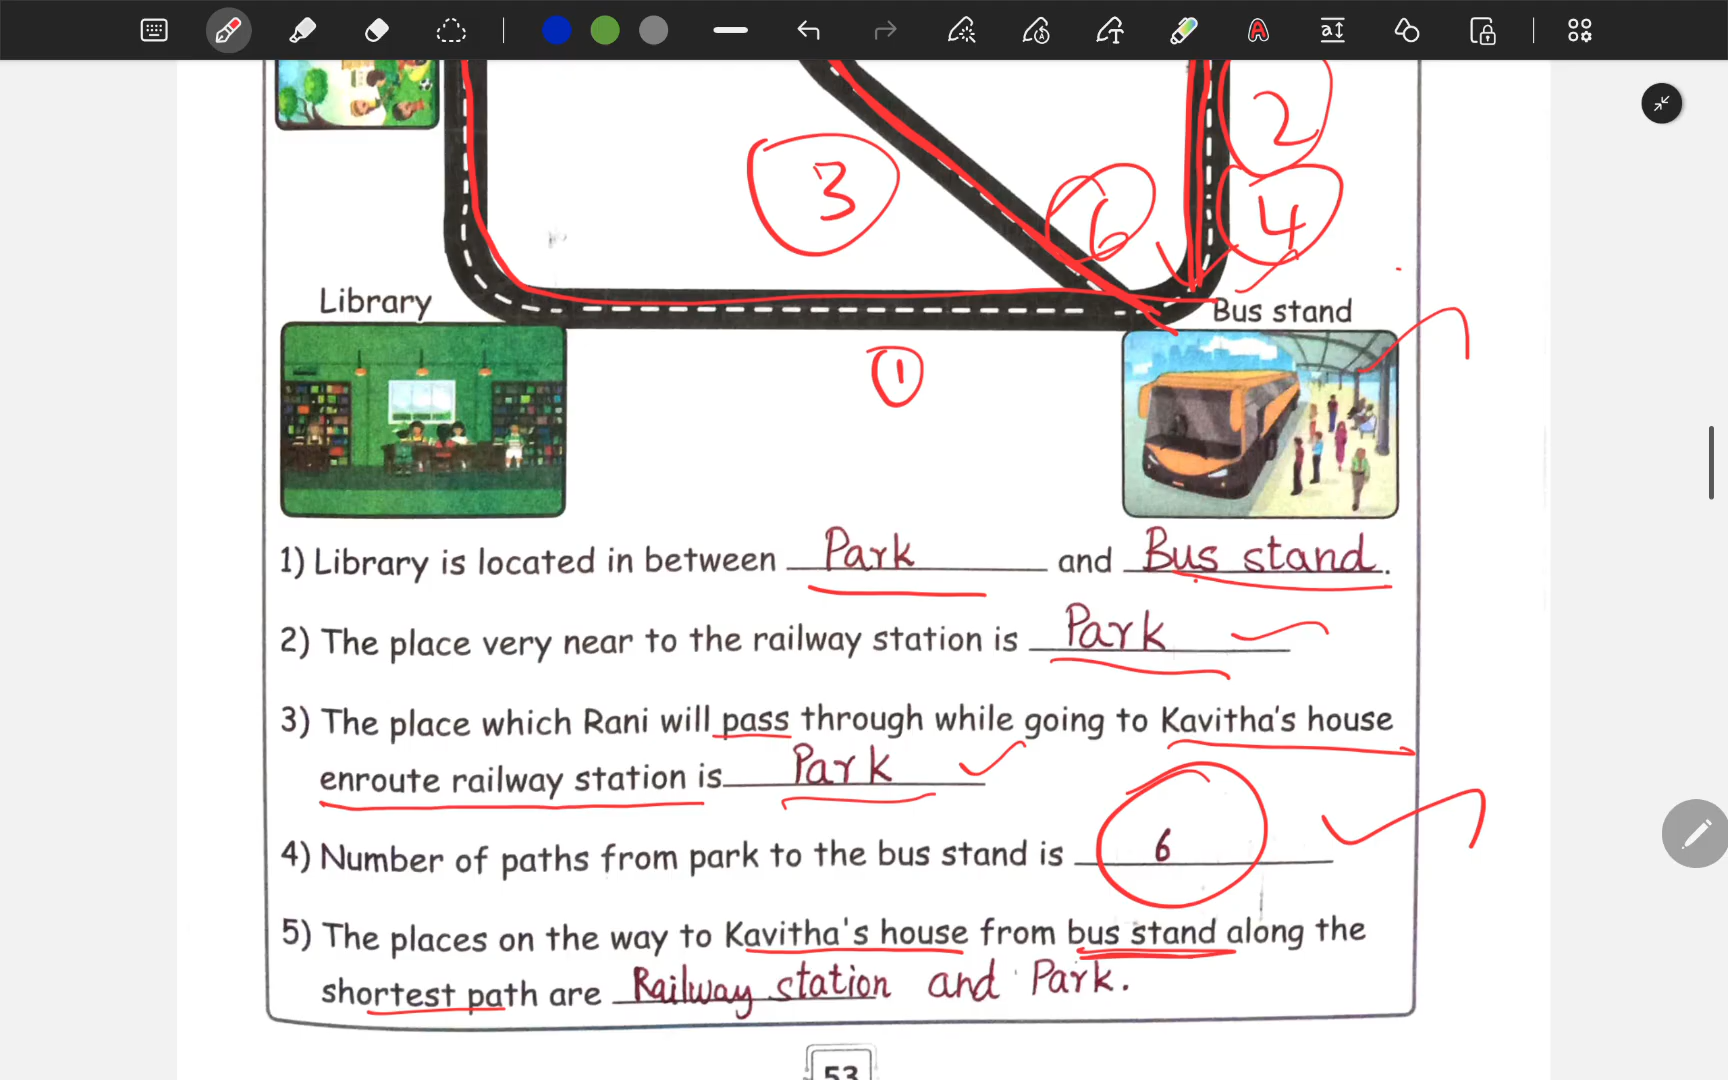 2
3
6
4
Library
Bus stand
1
1) Library is located in between Park and Bus stand.
2) The place very near to the railway station is Park
3) The place which Rani will pass through while going to Kavitha's house
enroute railway station is Park
4) Number of paths from park to the bus stand is 6
5) The places on the way to Kavitha's house from bus stand along the
shortest path are Railway station and Park.
53